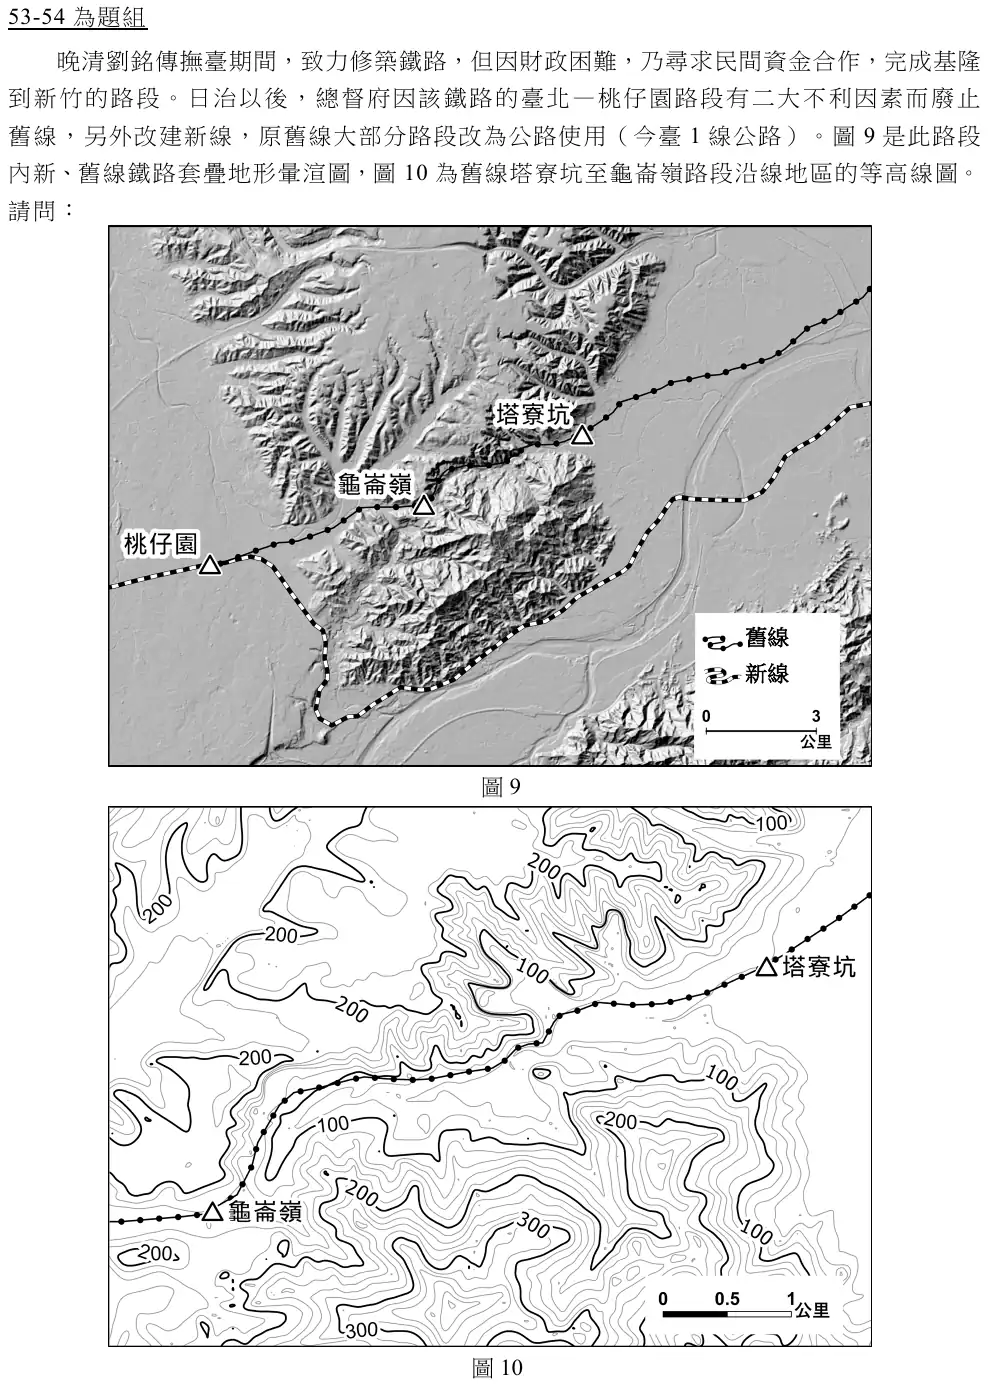 53-54 為題組
晚清劉銘傳撫臺期間，致力修築鐵路，但因財政困難，乃尋求民間資金合作，完成基隆
到新竹的路段。日治以後，總督府因該鐵路的臺北－桃仔園路段有二大不利因素而廢止
舊線，另外改建新線，原舊線大部分路段改為公路使用（今臺 1 線公路）。圖 9 是此路段
內新、舊線鐵路套疊地形暈渲圖，圖 10 為舊線塔寮坑至龜崙嶺路段沿線地區的等高線圖。
請問：
塔寮坑
龜崙嶺
桃仔園
舊線
新線
0 3
公里
圖 9
100
200
200
200
100
塔寮坑
200
200
100
100
200
龜崙嶺
200
300
100
200
300
0 0.5 1
公里
圖 10